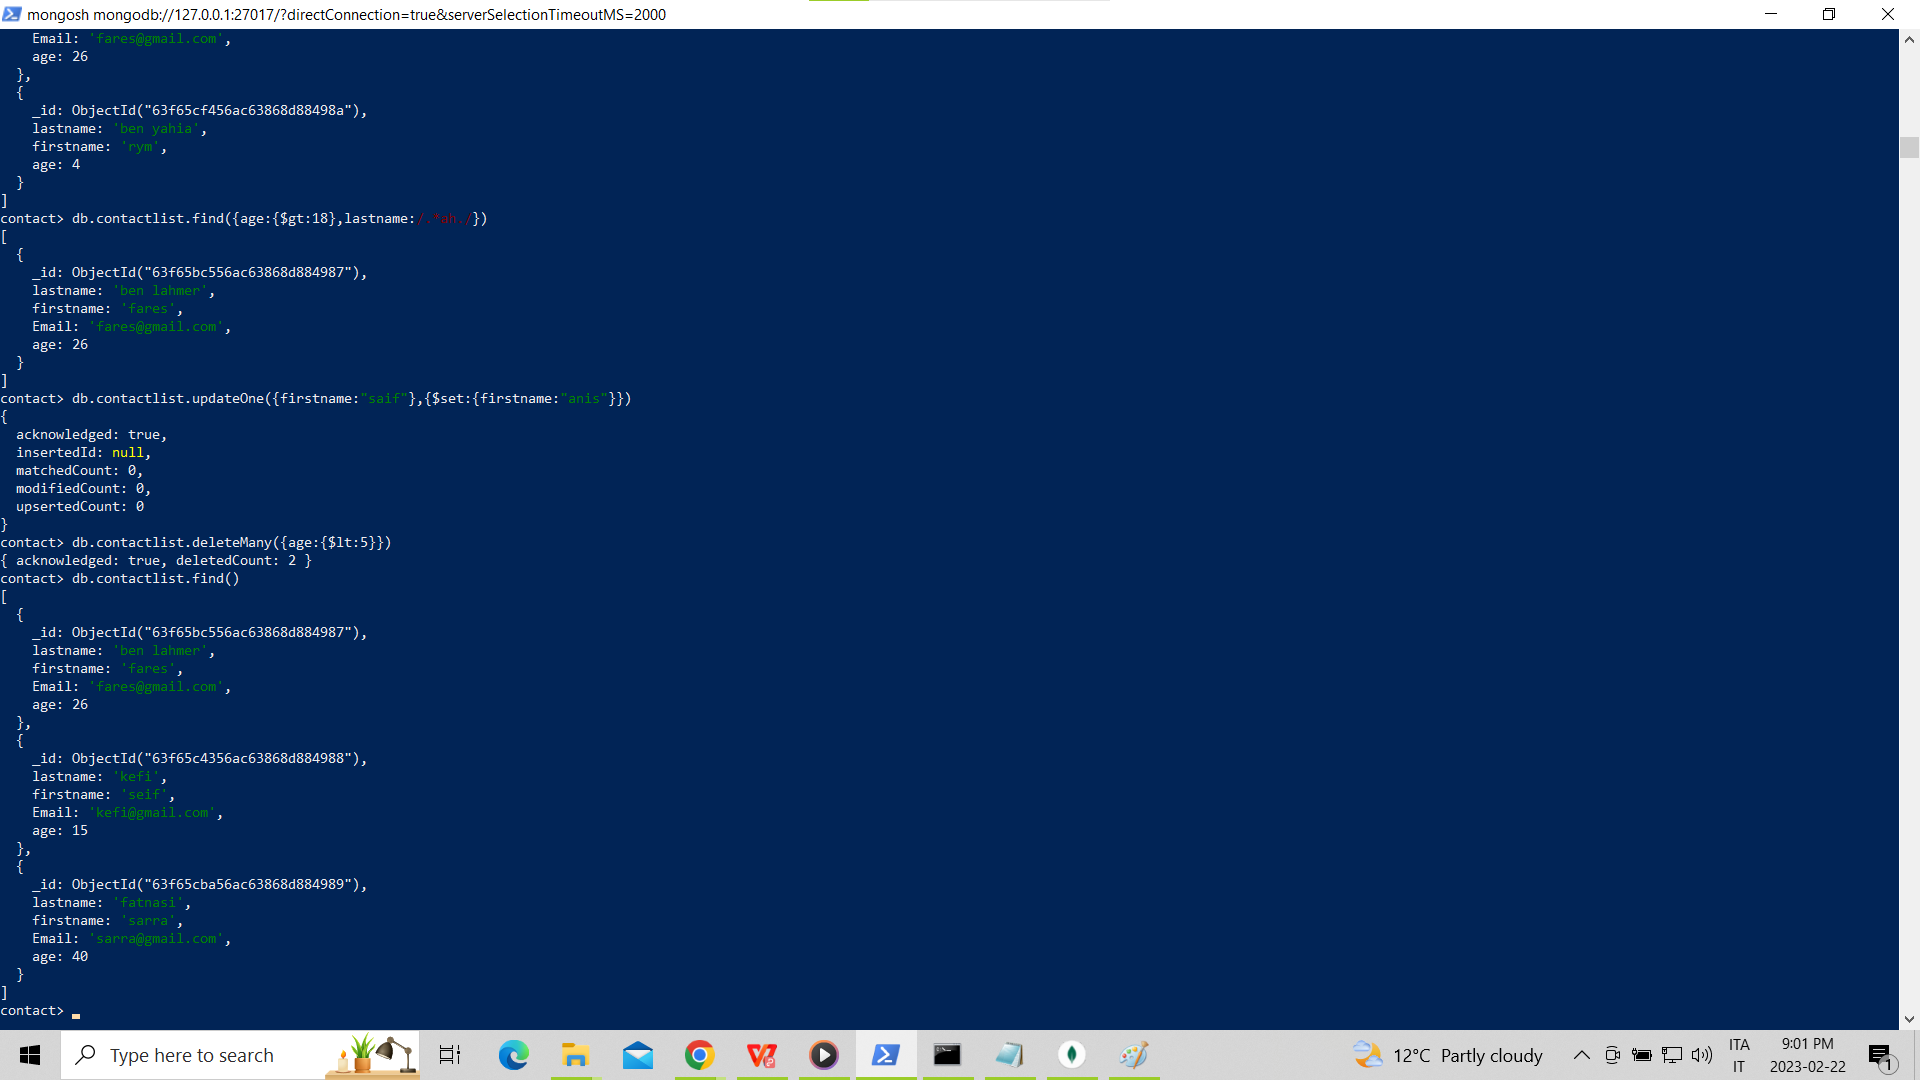 mongosh mongodb://127.0.0.1:27017/?directConnection=true&serverSelectionTimeoutMS=2000
    Email: 'fares@gmail.com',
    age: 26
  },
  {
    _id: ObjectId("63f65cf456ac63868d88498a"),
    lastname: 'ben yahia',
    firstname: 'rym',
    age: 4
  }
]
contact> db.contactlist.find({age:{$gt:18},lastname:/.*ah./})
[
  {
    _id: ObjectId("63f65bc556ac63868d884987"),
    lastname: 'ben lahmer',
    firstname: 'fares',
    Email: 'fares@gmail.com',
    age: 26
  }
]
contact> db.contactlist.updateOne({firstname:"saif"},{$set:{firstname:"anis"}})
{
  acknowledged: true,
  insertedId: null,
  matchedCount: 0,
  modifiedCount: 0,
  upsertedCount: 0
}
contact> db.contactlist.deleteMany({age:{$lt:5}})
{ acknowledged: true, deletedCount: 2 }
contact> db.contactlist.find()
[
  {
    _id: ObjectId("63f65bc556ac63868d884987"),
    lastname: 'ben lahmer',
    firstname: 'fares',
    Email: 'fares@gmail.com',
    age: 26
  },
  {
    _id: ObjectId("63f65c4356ac63868d884988"),
    lastname: 'kefi',
    firstname: 'seif',
    Email: 'kefi@gmail.com',
    age: 15
  },
  {
    _id: ObjectId("63f65cba56ac63868d884989"),
    lastname: 'fatnasi',
    firstname: 'sarra',
    Email: 'sarra@gmail.com',
    age: 40
  }
]
contact>
Type here to search
12°C Partly cloudy
ITA
IT
9:01 PM
2023-02-22
1